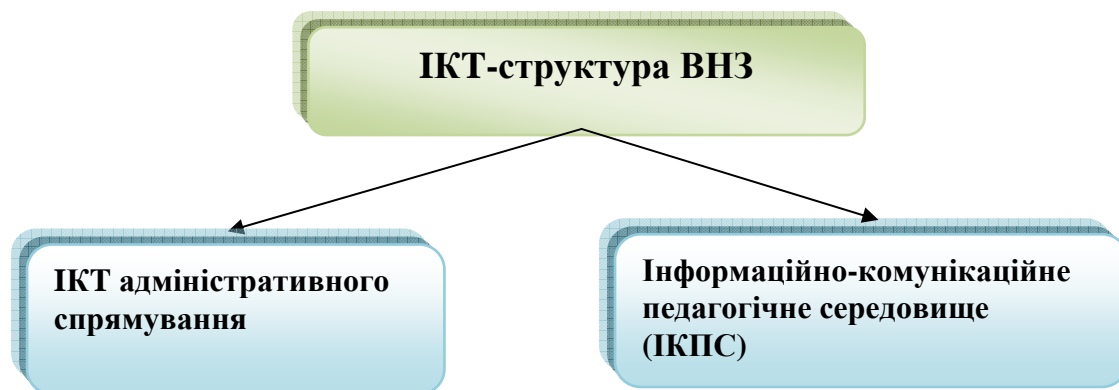 ІКТ-структура ВНЗ
ІКТ адміністративного
спрямування
Інформаційно-комунікаційне
педагогічне середовище
(ІКПС)